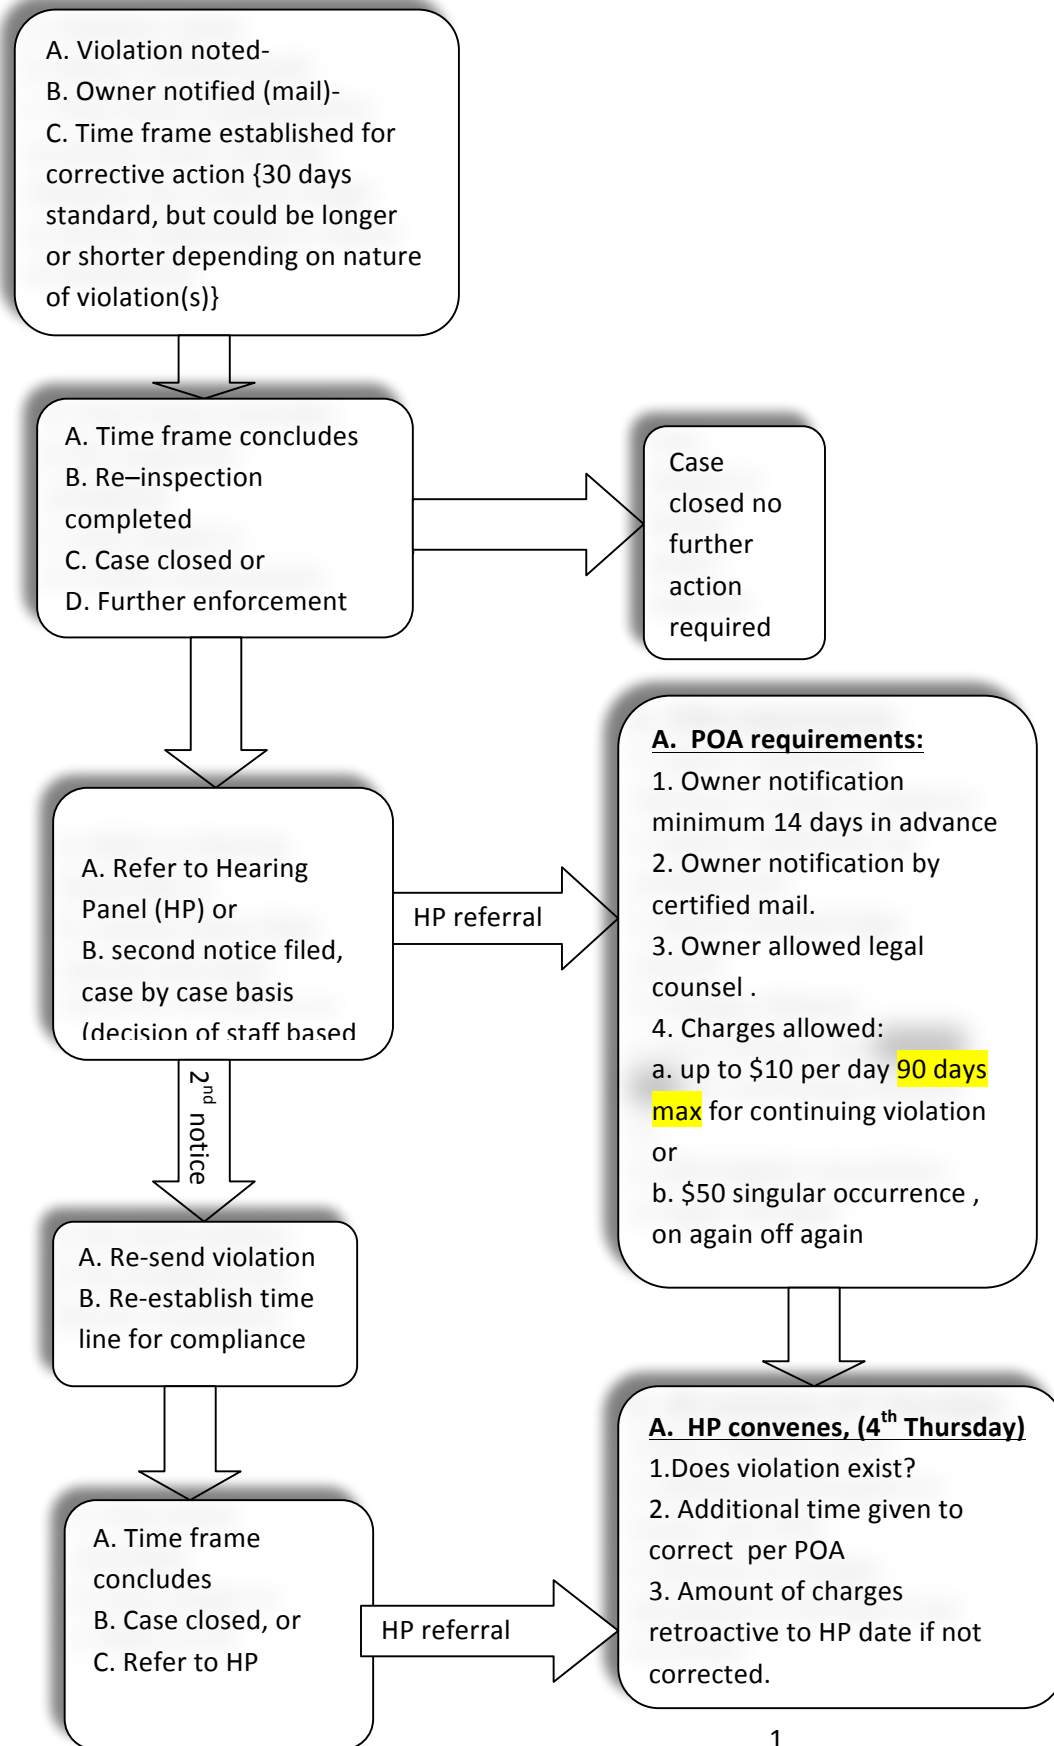 A. Violation noted-
B. Owner notified (mail)-
C. Time frame established for
corrective action {30 days
standard, but could be longer
or shorter depending on nature
of violation(s)}
A. Time frame concludes
B. Re–inspection
completed
C. Case closed or
D. Further enforcement
Case
closed no
further
action
required
A. Refer to Hearing
Panel (HP) or
B. second notice filed,
case by case basis
(decision of staff based
HP referral
A. POA requirements:
1. Owner notification
minimum 14 days in advance
2. Owner notification by
certified mail.
3. Owner allowed legal
counsel .
4. Charges allowed:
a. up to $10 per day 90 days
max for continuing violation
or
b. $50 singular occurrence ,
on again off again
2nd notice
A. Re-send violation
B. Re-establish time
line for compliance
A. Time frame
concludes
B. Case closed, or
C. Refer to HP
HP referral
A. HP convenes, (4th Thursday)
1.Does violation exist?
2. Additional time given to
correct per POA
3. Amount of charges
retroactive to HP date if not
corrected.
1